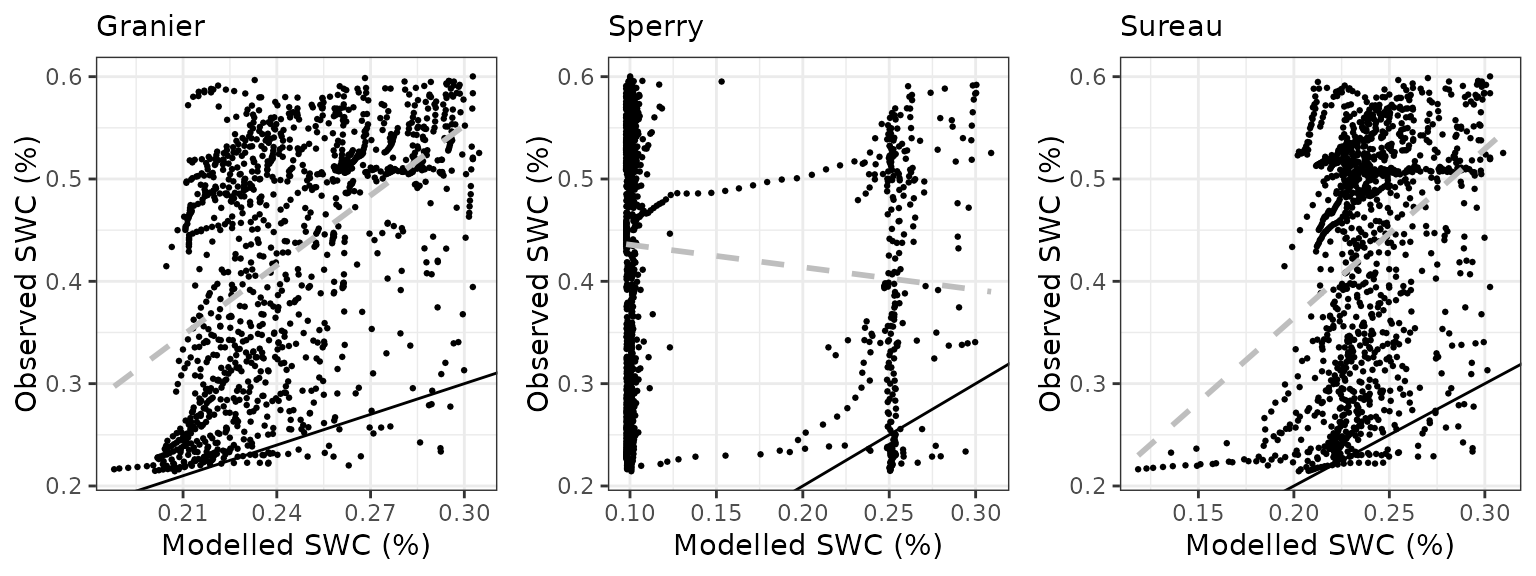 Granier
Sperry
Sureau
Observed SWC (%)
0.6
0.5
0.4
0.3
0.2
0.21 0.24 0.27 0.30
Modelled SWC (%)
Observed SWC (%)
0.6
0.5
0.4
0.3
0.2
0.10 0.15 0.20 0.25 0.30
Modelled SWC (%)
Observed SWC (%)
0.6
0.5
0.4
0.3
0.2
0.15 0.20 0.25 0.30
Modelled SWC (%)